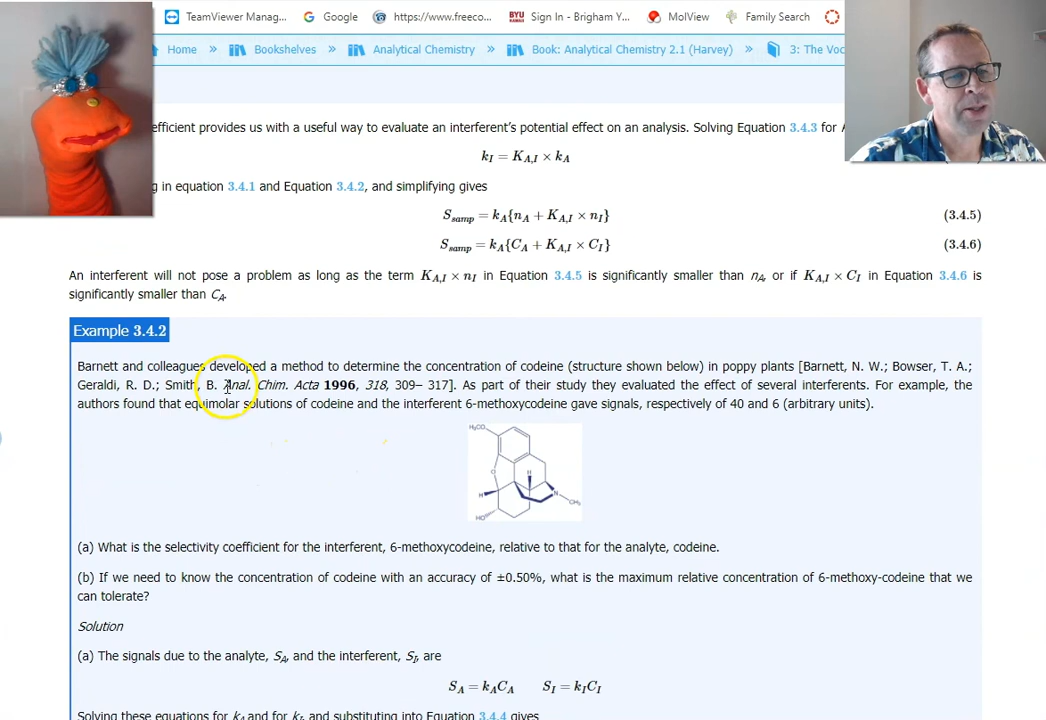 TeamViewer Manag... Google https://www.freeco... BYU Sign In - Brigham Y... MolView Family Search
Home » Bookshelves » Analytical Chemistry » Book: Analytical Chemistry 2.1 (Harvey) » 3: The Voc
efficient provides us with a useful way to evaluate an interferent's potential effect on an analysis. Solving Equation 3.4.3 for
k_I = K_{A,I} × k_A
g in equation 3.4.1 and Equation 3.4.2, and simplifying gives
S_{samp} = k_A{n_A + K_{A,I} × n_I} (3.4.5)
S_{samp} = k_A{C_A + K_{A,I} × C_I} (3.4.6)
An interferent will not pose a problem as long as the term K_{A,I} × n_I in Equation 3.4.5 is significantly smaller than n_A, or if K_{A,I} × C_I in Equation 3.4.6 is
significantly smaller than C_A.
Example 3.4.2
Barnett and colleagues developed a method to determine the concentration of codeine (structure shown below) in poppy plants [Barnett, N. W.; Bowser, T. A.;
Geraldi, R. D.; Smith, B. Anal. Chim. Acta 1996, 318, 309– 317]. As part of their study they evaluated the effect of several interferents. For example, the
authors found that equimolar solutions of codeine and the interferent 6-methoxycodeine gave signals, respectively of 40 and 6 (arbitrary units).
H₃CO
O
H
H
N
CH₃
HO
(a) What is the selectivity coefficient for the interferent, 6-methoxycodeine, relative to that for the analyte, codeine.
(b) If we need to know the concentration of codeine with an accuracy of ±0.50%, what is the maximum relative concentration of 6-methoxy-codeine that we
can tolerate?
Solution
(a) The signals due to the analyte, S_A, and the interferent, S_I, are
S_A = k_A C_A S_I = k_I C_I
Solving these equations for k_A and for k_I, and substituting into Equation 3.4.4 gives